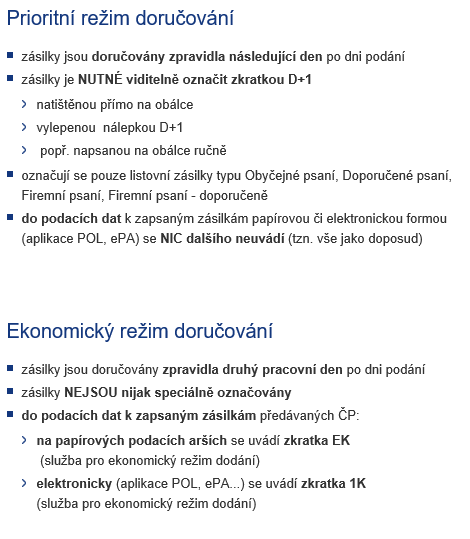 Prioritní režim doručování
zásilky jsou doručovány zpravidla následující den po dni podání
zásilky je NUTNÉ viditelně označit zkratkou D+1
natištěnou přímo na obálce
vylepenou nálepkou D+1
popř. napsanou na obálce ručně
označují se pouze listovní zásilky typu Obyčejné psaní, Doporučené psaní,
Firemní psaní, Firemní psaní - doporučeně
do podacích dat k zapsaným zásilkám papírovou či elektronickou formou
(aplikace POL, ePA) se NIC dalšího neuvádí (tzn. vše jako doposud)
Ekonomický režim doručování
zásilky jsou doručovány zpravidla druhý pracovní den po dni podání
zásilky NEJSOU nijak speciálně označovány
do podacích dat k zapsaným zásilkám předávaných ČP:
na papírových podacích arších se uvádí zkratka EK
(služba pro ekonomický režim dodání)
elektronicky (aplikace POL, ePA...) se uvádí zkratka 1K
(služba pro ekonomický režim dodání)